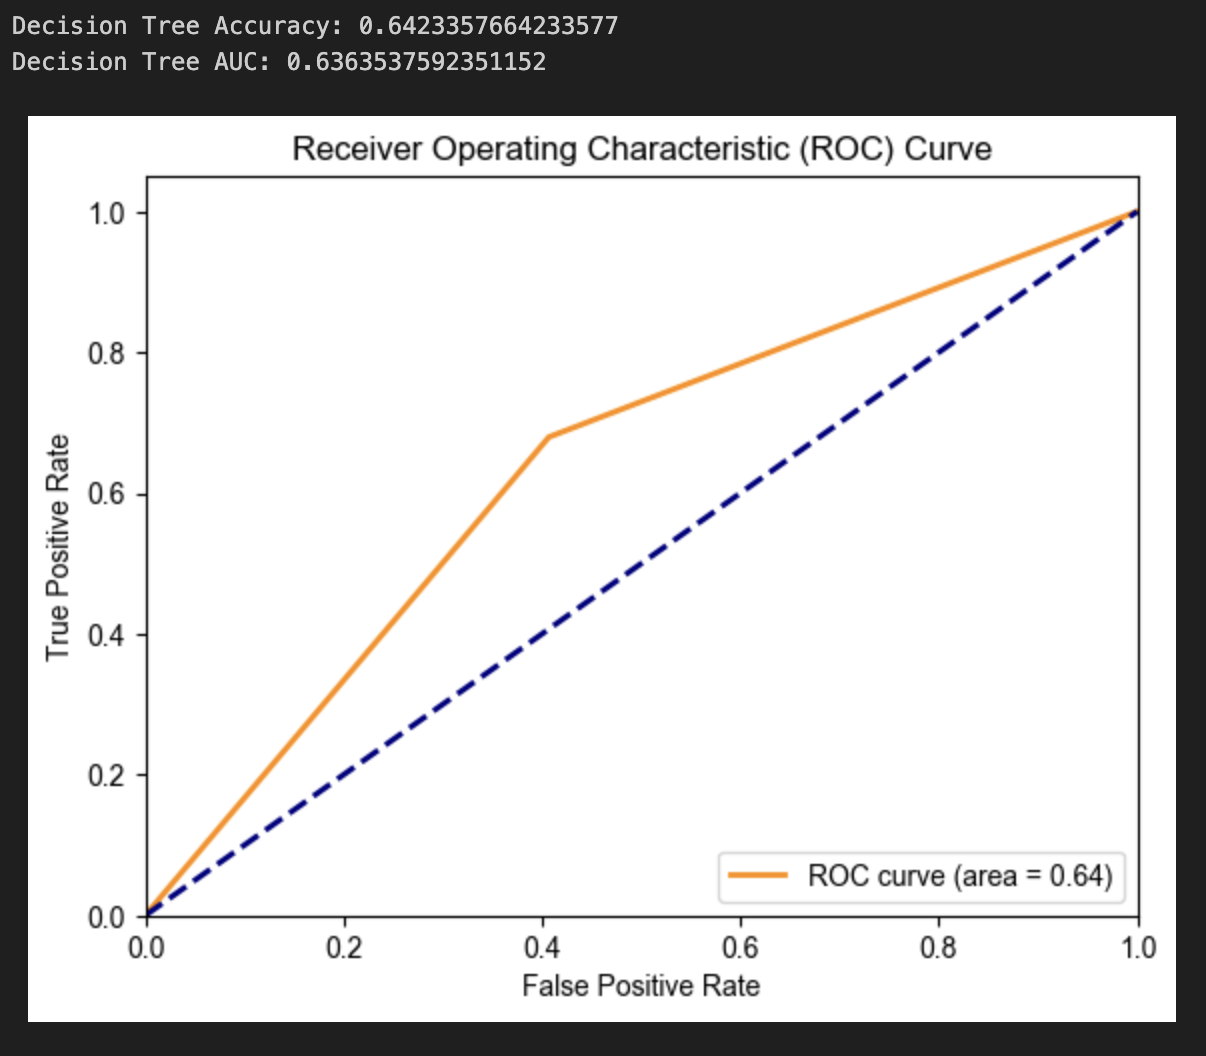 Decision Tree Accuracy: 0.6423357664233577
Decision Tree AUC: 0.6363537592351152
Receiver Operating Characteristic (ROC) Curve
1.0
0.8
0.6
0.4
0.2
0.0
True Positive Rate
ROC curve (area = 0.64)
0.0 0.2 0.4 0.6 0.8 1.0
False Positive Rate